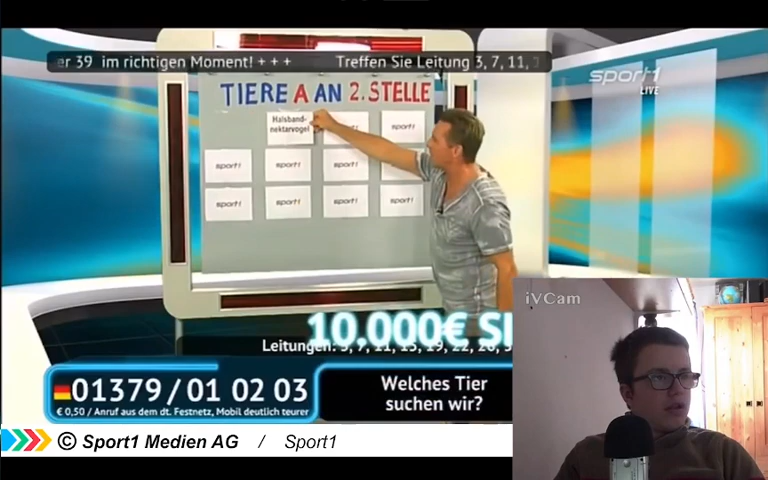 er 39 im richtigen Moment! + + + Treffen Sie Leitung 3, 7, 11,
sport1
LIVE
TIERE A AN 2. STELLE
Halsband-
nektarvogel
sport1
sport1 sport1 sport1
sport1 sport1 sport1 sport1
iVCam
10.000€ SI
Leitungen: 3, 7, 11, 15, 19, 22, 26, 3
01379/01 02 03
€ 0,50 / Anruf aus dem dt. Festnetz, Mobil deutlich teurer
Welches Tier
suchen wir?
© Sport1 Medien AG / Sport1